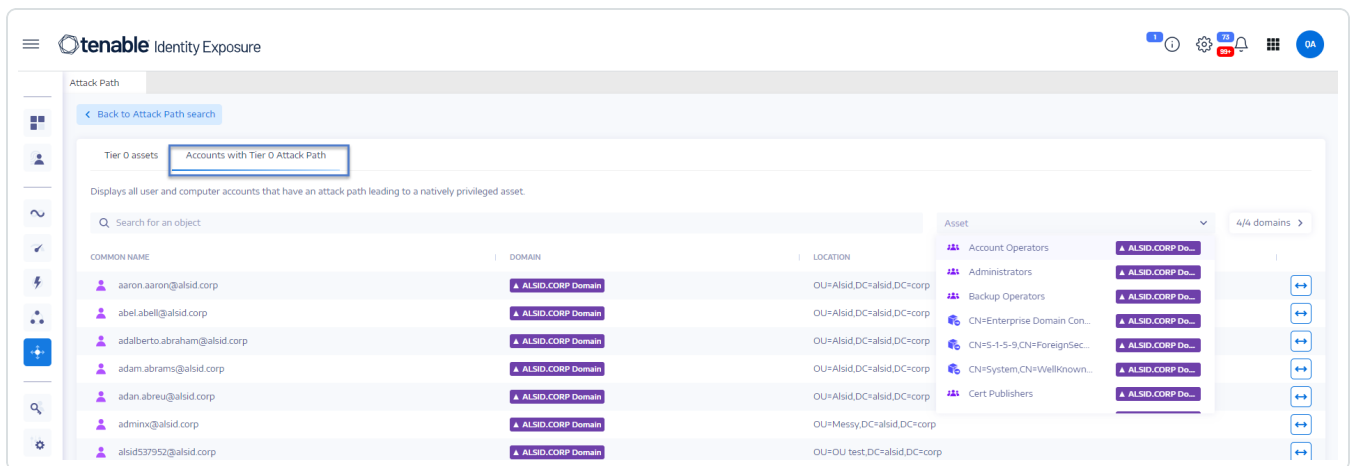 tenable Identity Exposure
1
73
99+
QA
Attack Path
Back to Attack Path search
Tier 0 assets
Accounts with Tier 0 Attack Path
Displays all user and computer accounts that have an attack path leading to a natively privileged asset.
Search for an object
Asset
4/4 domains
COMMON NAME DOMAIN LOCATION
Account Operators ALSID.CORP Do...
Administrators ALSID.CORP Do...
Backup Operators ALSID.CORP Do...
CN=Enterprise Domain Con... ALSID.CORP Do...
CN=S-1-5-9,CN=ForeignSec... ALSID.CORP Do...
CN=System,CN=WellKnown... ALSID.CORP Do...
Cert Publishers ALSID.CORP Do...
aaron.aaron@alsid.corp ALSID.CORP Domain OU=Alsid,DC=alsid,DC=corp
abel.abell@alsid.corp ALSID.CORP Domain OU=Alsid,DC=alsid,DC=corp
adalberto.abraham@alsid.corp ALSID.CORP Domain OU=Alsid,DC=alsid,DC=corp
adam.abrams@alsid.corp ALSID.CORP Domain OU=Alsid,DC=alsid,DC=corp
adan.abreu@alsid.corp ALSID.CORP Domain OU=Alsid,DC=alsid,DC=corp
adminx@alsid.corp ALSID.CORP Domain OU=Messy,DC=alsid,DC=corp
alsid537952@alsid.corp ALSID.CORP Domain OU=OU test,DC=alsid,DC=corp